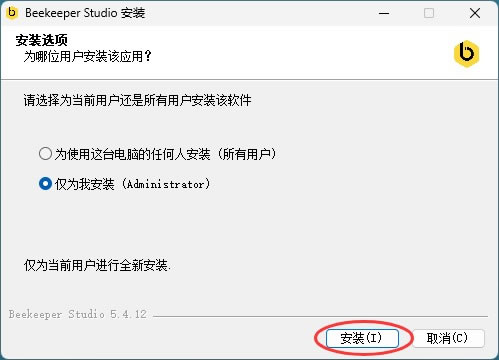 Beekeeper Studio 安装
安装选项
为哪位用户安装该应用？
请选择为当前用户还是所有用户安装该软件
为使用这台电脑的任何人安装 (所有用户)
仅为我安装 (Administrator)
仅为当前用户进行全新安装.
Beekeeper Studio 5.4.12
安装(I)
取消(C)